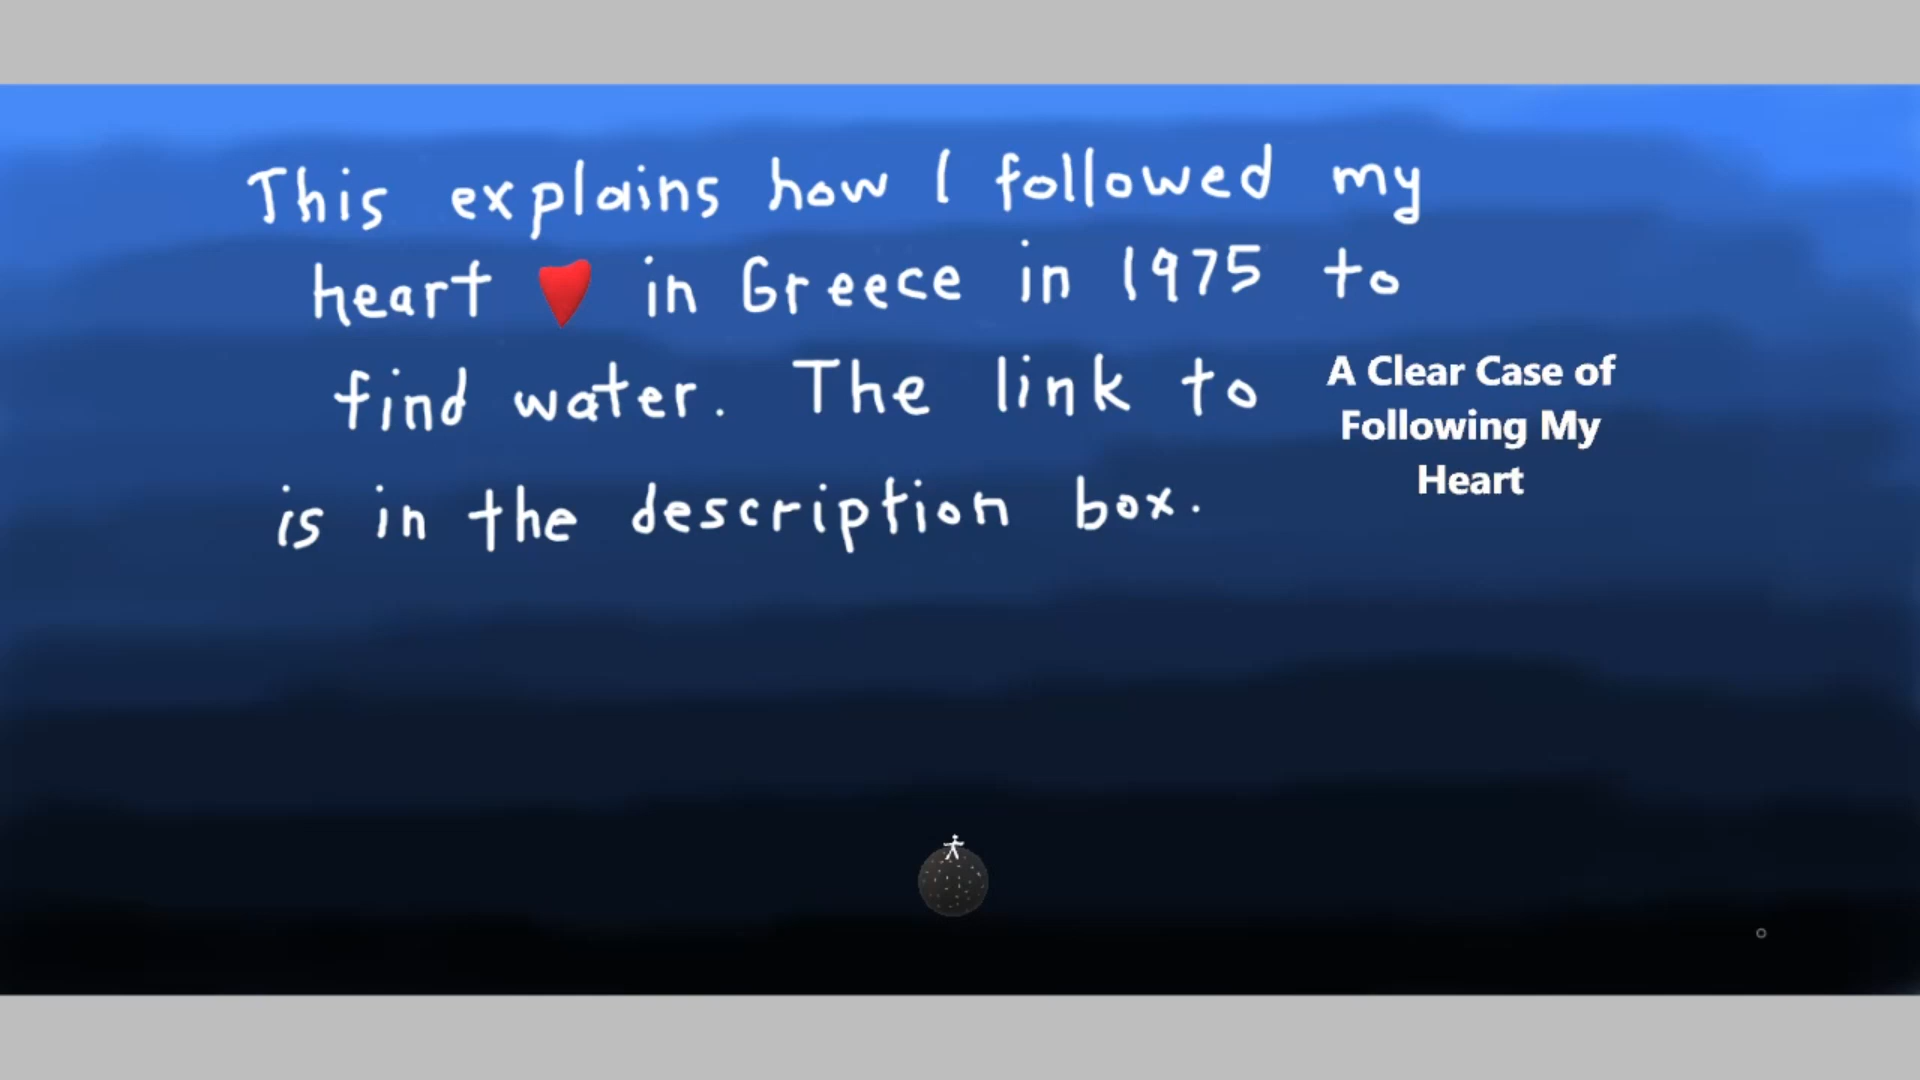 This explains how I followed my
heart ❤ in Greece in 1975 to
find water. The link to
A Clear Case of
Following My
Heart
is in the description box.